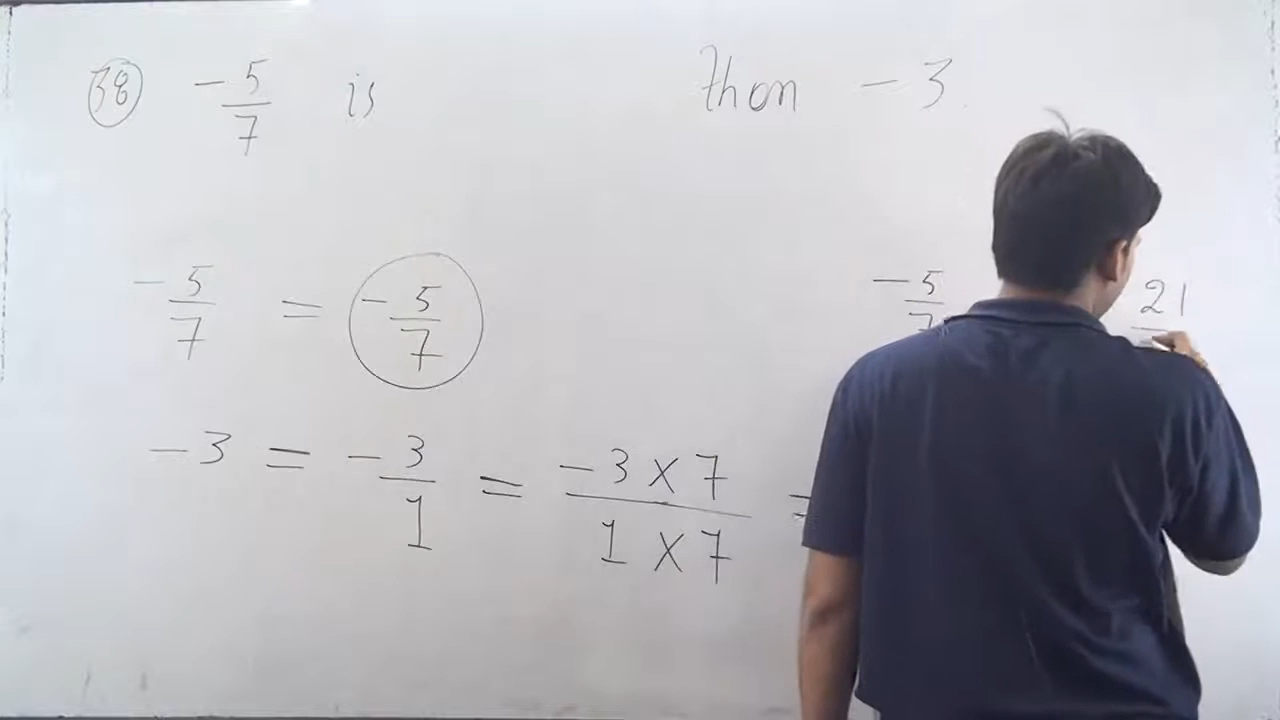 38 -5/7 is than -3
-5/7 = -5/7 -5/7 21
-3 = -3/1 = -3×7/1×7 =